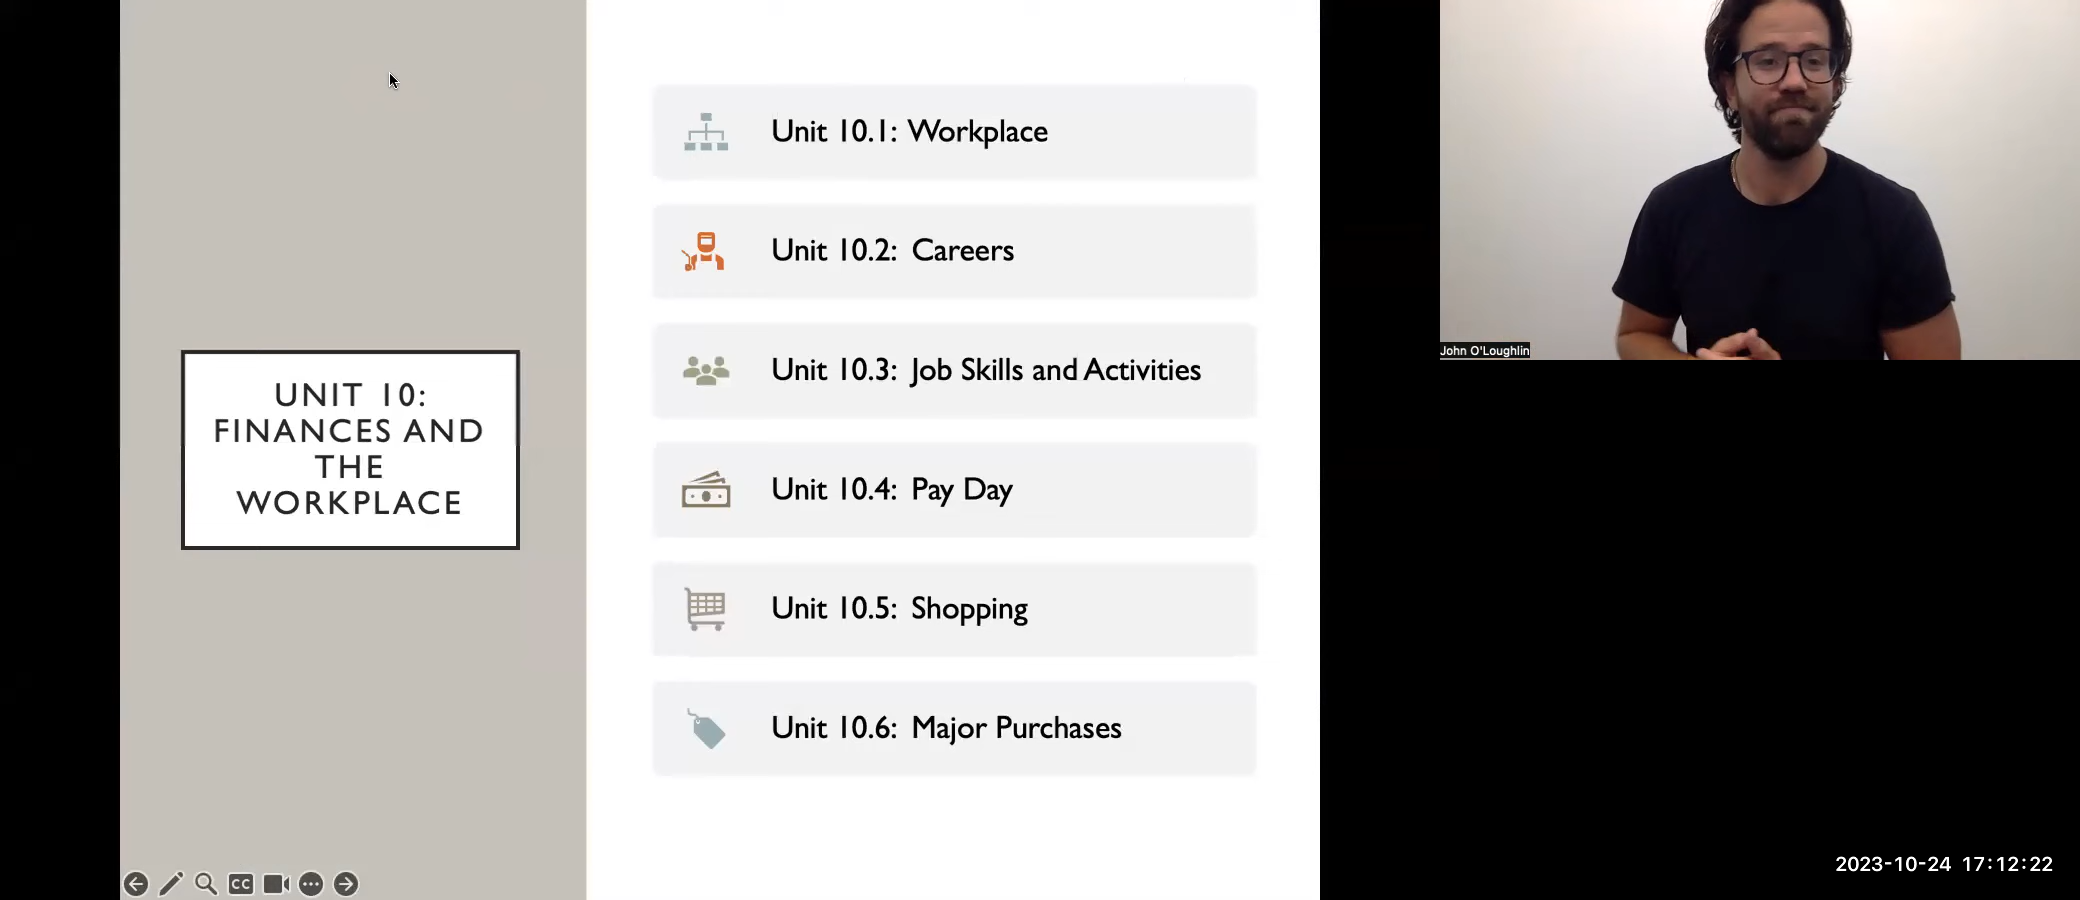 UNIT 10:
FINANCES AND
THE
WORKPLACE
Unit 10.1: Workplace
Unit 10.2: Careers
Unit 10.3: Job Skills and Activities
Unit 10.4: Pay Day
Unit 10.5: Shopping
Unit 10.6: Major Purchases
CC
John O'Loughlin
2023-10-24 17:12:22